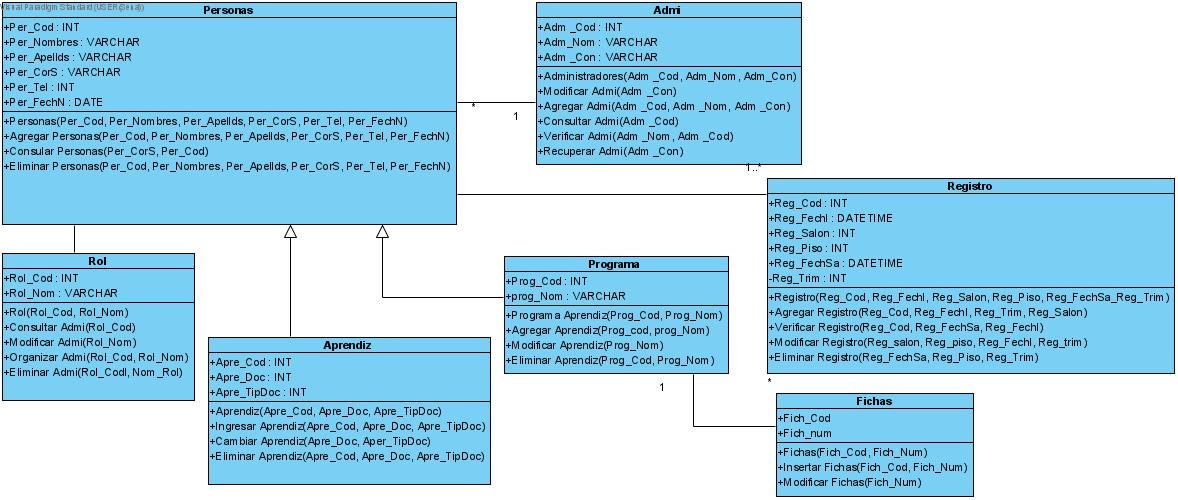 Visual Paradigm Standard (USER(Sena))
Personas
+Per_Cod : INT
+Per_Nombres : VARCHAR
+Per_Apellds : VARCHAR
+Per_CorS : VARCHAR
+Per_Tel : INT
+Per_FechN : DATE
+Personas(Per_Cod, Per_Nombres, Per_Apellds, Per_CorS, Per_Tel, Per_FechN)
+Agregar Personas(Per_Cod, Per_Nombres, Per_Apellds, Per_CorS, Per_Tel, Per_FechN)
+Consular Personas(Per_CorS, Per_Cod)
+Eliminar Personas(Per_Cod, Per_Nombres, Per_Apellds, Per_CorS, Per_Tel, Per_FechN)
*
1
Admi
+Adm _Cod : INT
+Adm_Nom : VARCHAR
+Adm _Con : VARCHAR
+Administradores(Adm _Cod, Adm_Nom , Adm_Con)
+Modificar Admi(Adm _Con)
+Agregar Admi(Adm _Cod, Adm_Nom , Adm _Con)
+Consultar Admi(Adm _Cod)
+Verificar Admi(Adm _Nom , Adm _Cod)
+Recuperar Admi(Adm _Con)
1..*
Registro
+Reg_Cod : INT
+Reg_FechI : DATETIME
+Reg_Salon : INT
+Reg_Piso : INT
+Reg_FechSa : DATETIME
-Reg_Trim : INT
+Registro(Reg_Cod, Reg_FechI, Reg_Salon, Reg_Piso, Reg_FechSa_Reg_Trim)
+Agregar Registro(Reg_Cod, Reg_FechI, Reg_Trim, Reg_Salon)
+Verificar Registro(Reg_Cod, Reg_FechSa, Reg_FechI)
+Modificar Registro(Reg_salon, Reg_piso, Reg_FechI, Reg_trim)
+Eliminar Registro(Reg_FechSa, Reg_Piso, Reg_Trim)
*
Rol
+Rol_Cod : INT
+Rol_Nom : VARCHAR
+Rol(Rol_Cod, Rol_Nom)
+Consultar Admi(Rol_Cod)
+Modificar Admi(Rol_Nom)
+Organizar Admi(Rol_Cod, Rol_Nom)
+Eliminar Admi(Rol_Codl, Nom_Rol)
Aprendiz
+Apre_Cod : INT
+Apre_Doc : INT
+Apre_TipDoc : INT
+Aprendiz(Apre_Cod, Apre_Doc, Apre_TipDoc)
+Ingresar Aprendiz(Apre_Cod, Apre_Doc, Apre_TipDoc)
+Cambiar Aprendiz(Apre_Doc, Aper_TipDoc)
+Eliminar Aprendiz(Apre_Cod, Apre_Doc, Apre_TipDoc)
Programa
+Prog_Cod : INT
+prog_Nom : VARCHAR
+Programa Aprendiz(Prog_Cod, Prog_Nom)
+Agregar Aprendiz(Prog_cod, prog_Nom)
+Modificar Aprendiz(Prog_Nom)
+Eliminar Aprendiz(Prog_Cod, Prog_Nom)
1
Fichas
+Fich_Cod
+Fich_num
+Fichas(Fich_Cod, Fich_Num)
+Insertar Fichas(Fich_Cod, Fich_Num)
+Modificar Fichas(Fich_Num)